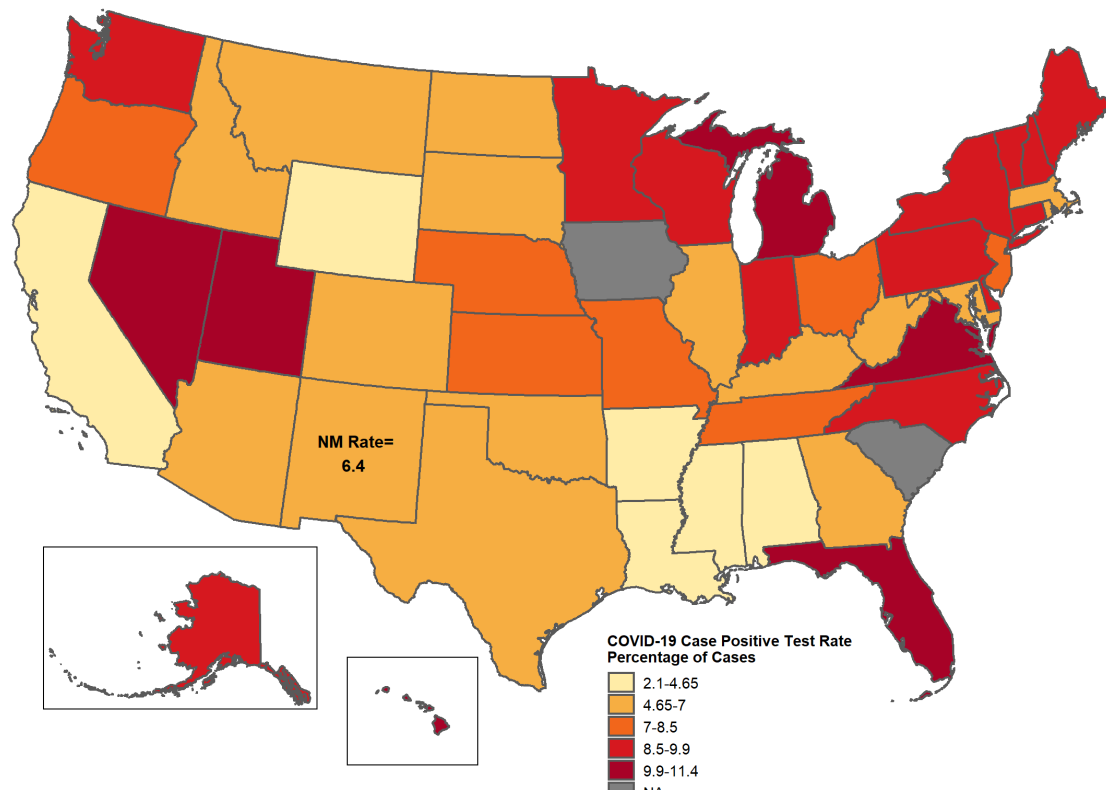 NM Rate=
6.4
COVID-19 Case Positive Test Rate
Percentage of Cases
2.1-4.65
4.65-7
7-8.5
8.5-9.9
9.9-11.4
NA